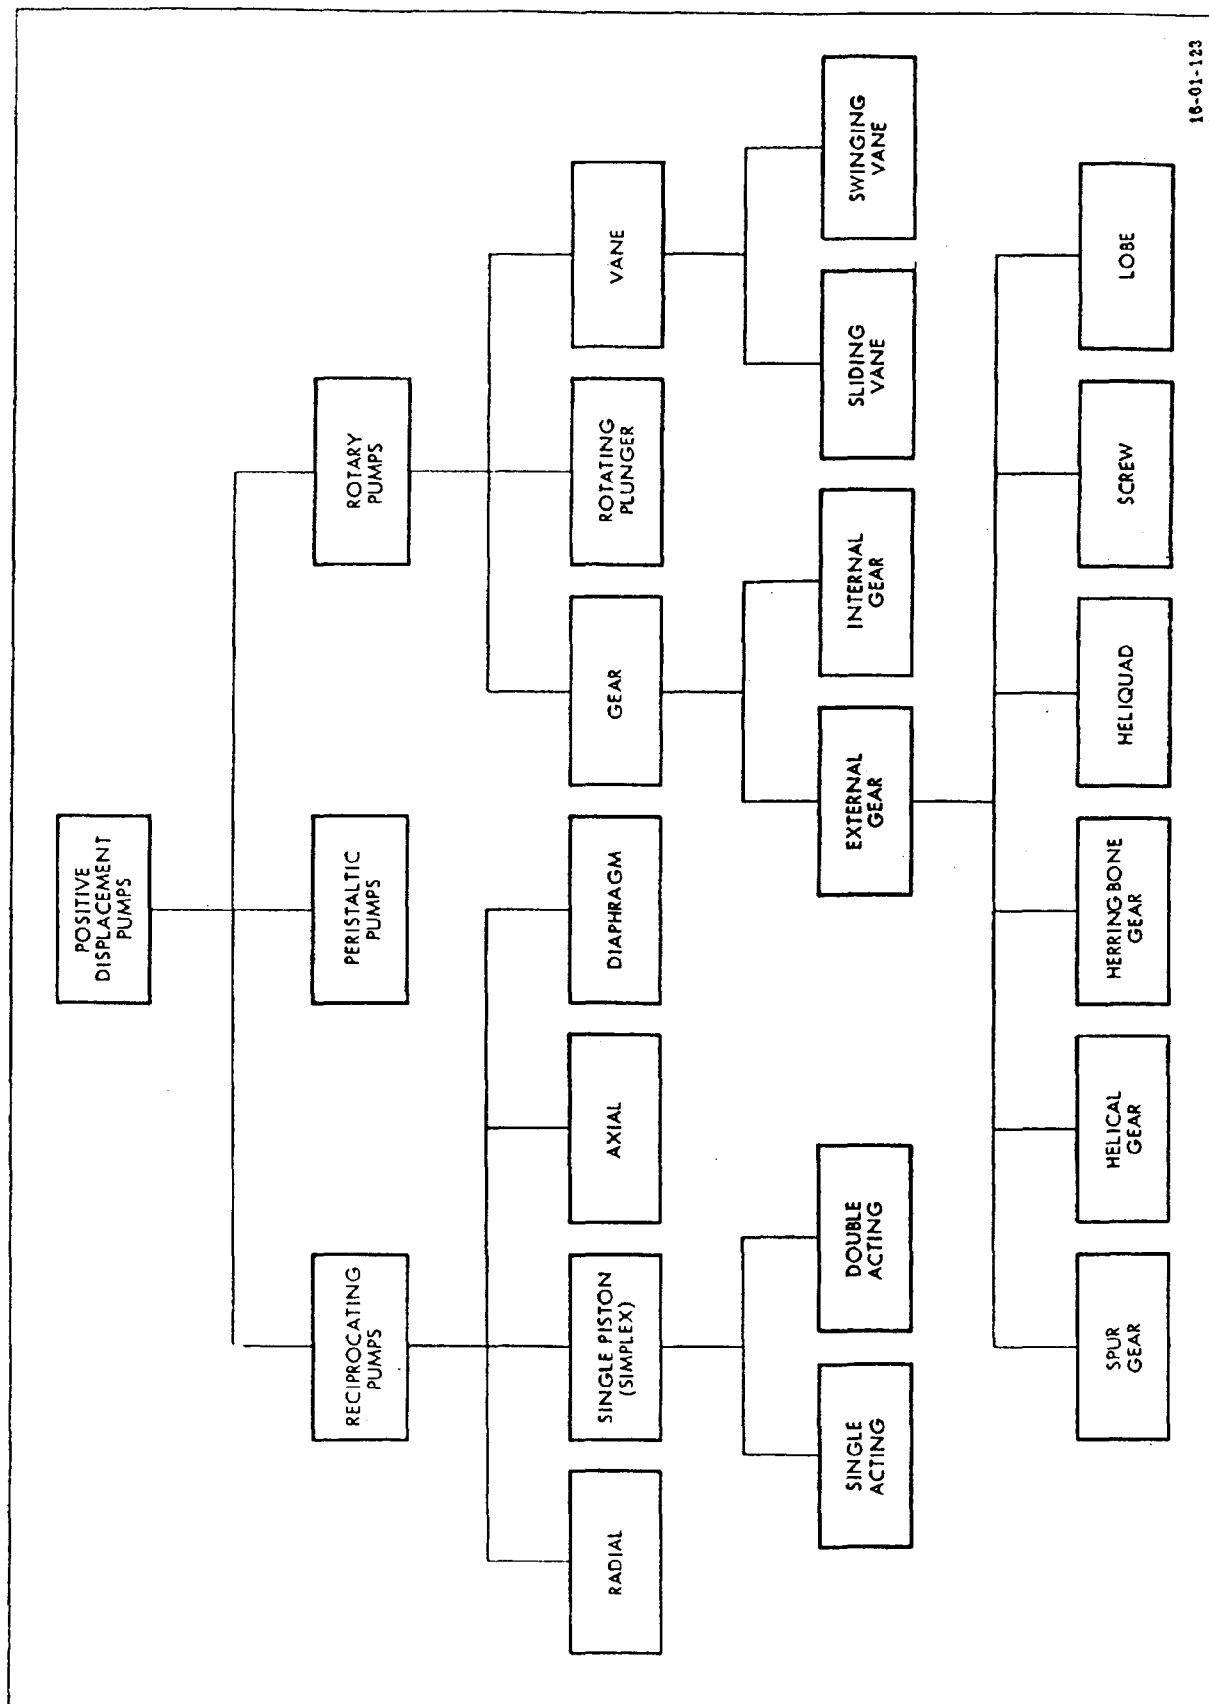 POSITIVE
DISPLACEMENT
PUMPS
RECIPROCATING
PUMPS
PERISTALTIC
PUMPS
ROTARY
PUMPS
RADIAL
SINGLE PISTON
(SIMPLEX)
AXIAL
DIAPHRAGM
GEAR
ROTATING
PLUNGER
VANE
SINGLE
ACTING
DOUBLE
ACTING
EXTERNAL
GEAR
INTERNAL
GEAR
SLIDING
VANE
SWINGING
VANE
SPUR
GEAR
HELICAL
GEAR
HERRINGBONE
GEAR
HELIQUAD
SCREW
LOBE
16-01-123